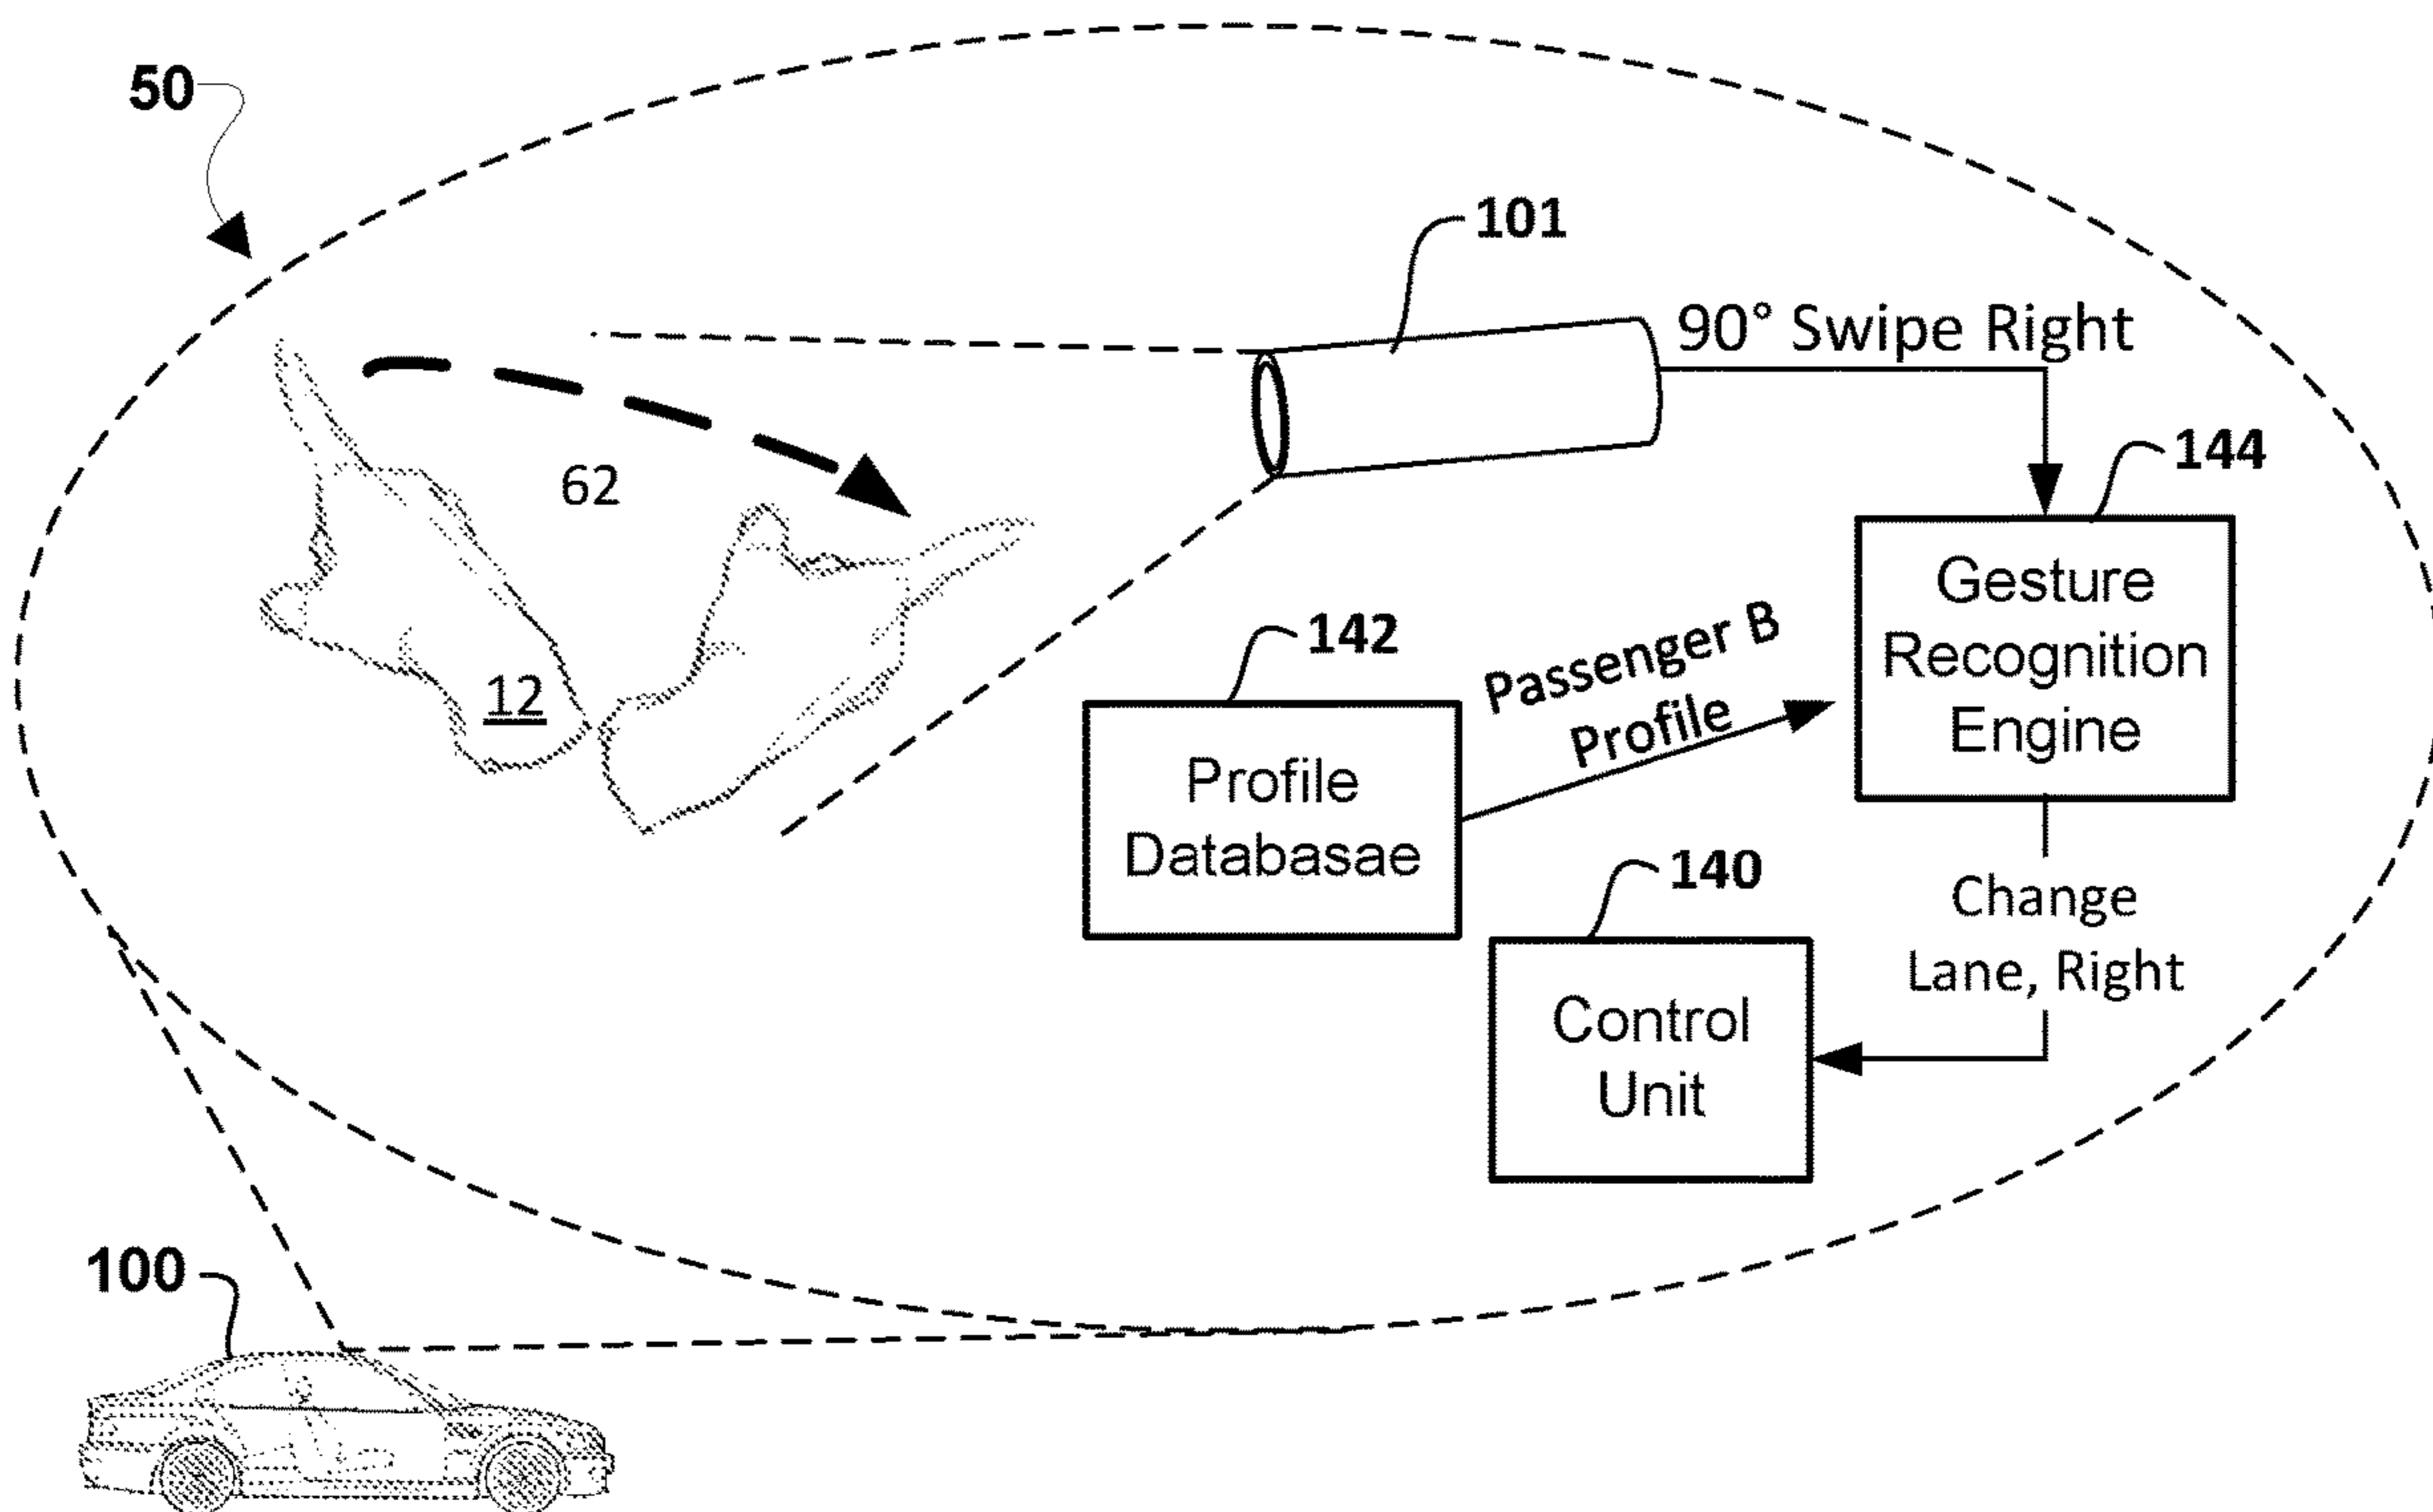 50
101
90° Swipe Right
144
62
Gesture
Recognition
Engine
142
Passenger B
Profile
12
Profile
Databasae
140
Change
Lane, Right
Control
Unit
100